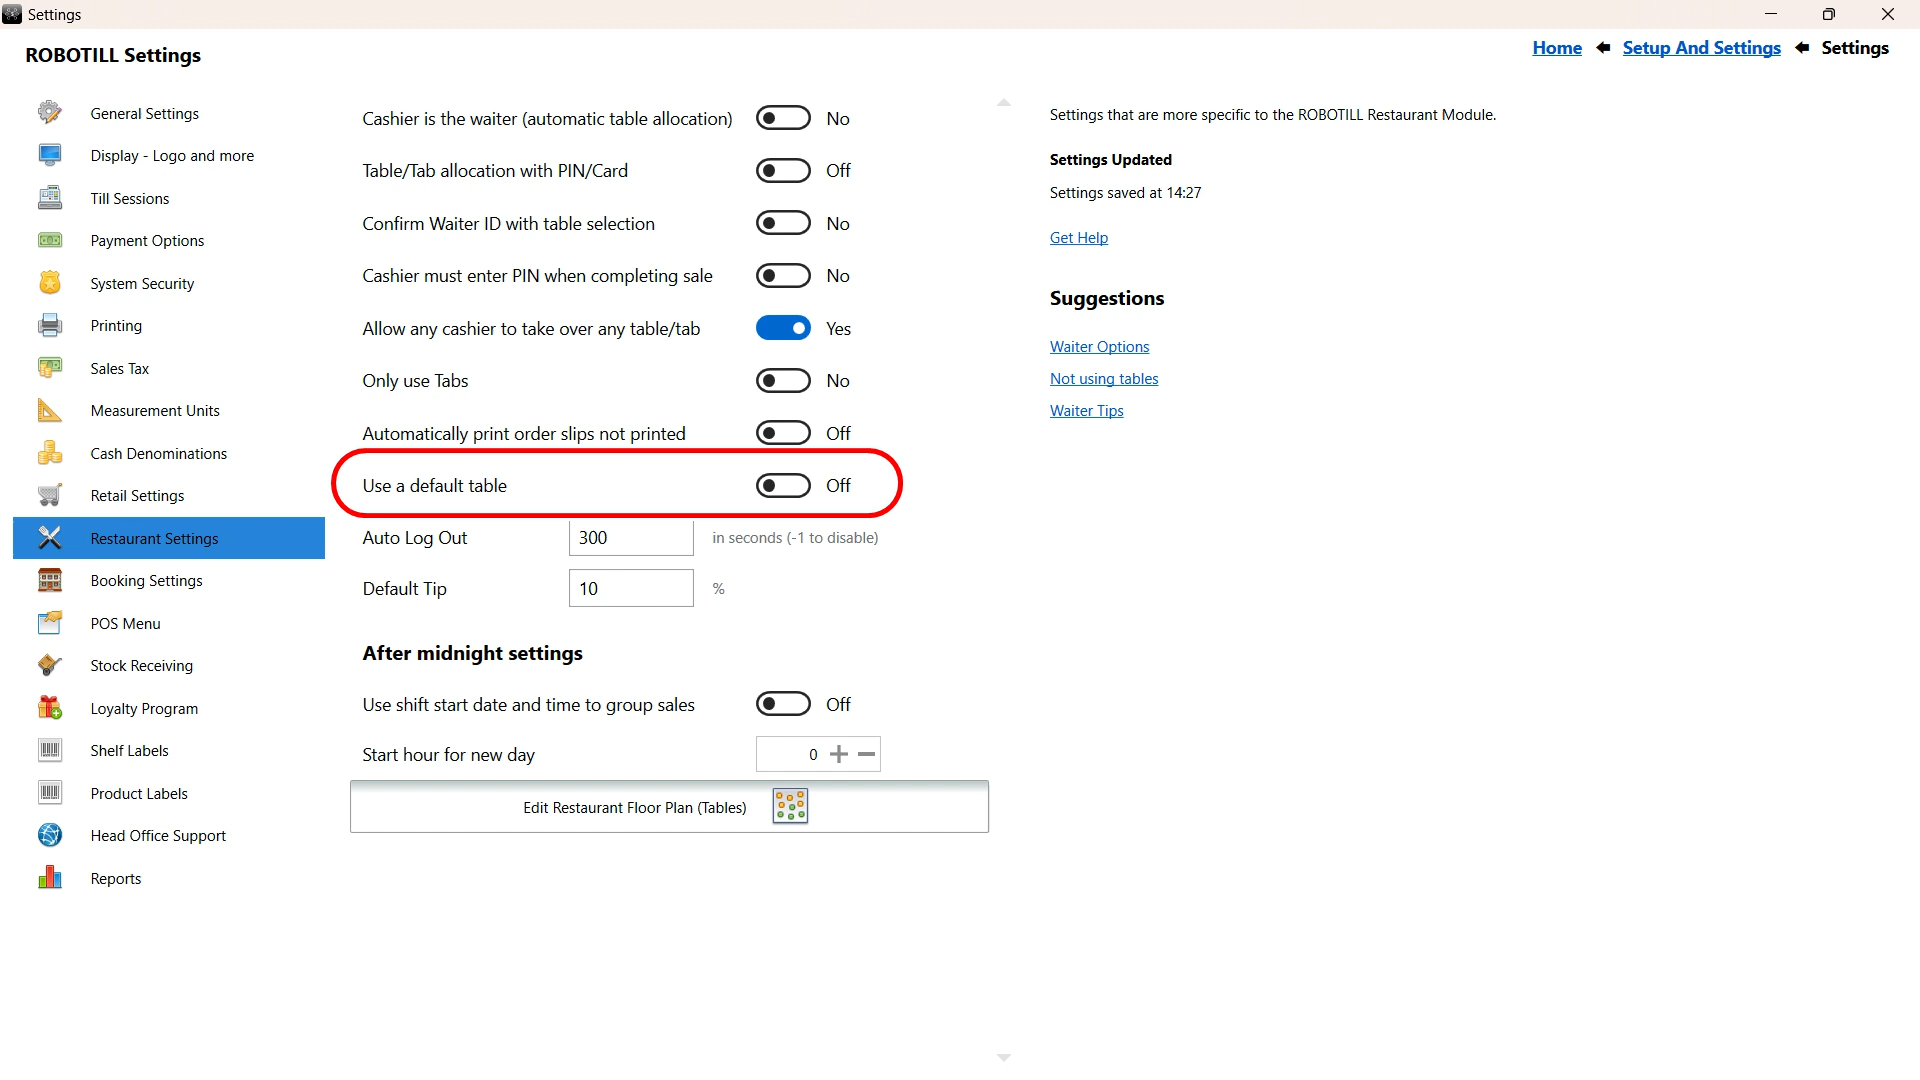 Settings
ROBOTILL Settings
Home Setup And Settings Settings
General Settings
Display - Logo and more
Till Sessions
Payment Options
System Security
Printing
Sales Tax
Measurement Units
Cash Denominations
Retail Settings
Restaurant Settings
Booking Settings
POS Menu
Stock Receiving
Loyalty Program
Shelf Labels
Product Labels
Head Office Support
Reports
Cashier is the waiter (automatic table allocation) No
Table/Tab allocation with PIN/Card Off
Confirm Waiter ID with table selection No
Cashier must enter PIN when completing sale No
Allow any cashier to take over any table/tab Yes
Only use Tabs No
Automatically print order slips not printed Off
Use a default table Off
Auto Log Out 300 in seconds (-1 to disable)
Default Tip 10 %
After midnight settings
Use shift start date and time to group sales Off
Start hour for new day 0
Edit Restaurant Floor Plan (Tables)
Settings that are more specific to the ROBOTILL Restaurant Module.
Settings Updated
Settings saved at 14:27
Get Help
Suggestions
Waiter Options
Not using tables
Waiter Tips